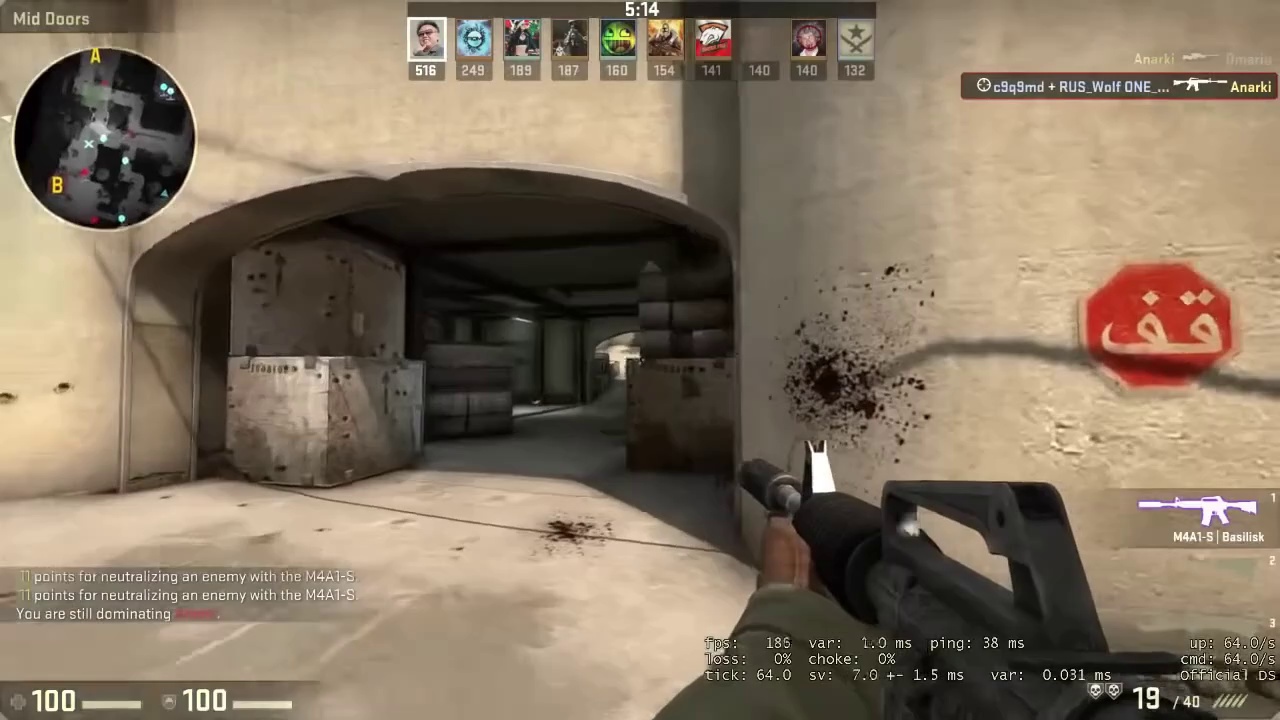 Mid Doors
5:14
A
B
516 249 189 187 160 154 141 140 140 132
Anarki Omariu
c9q9md + RUS_Wolf ONE_... Anarki
قف
1
M4A1-S | Basilisk
2
3
11 points for neutralizing an enemy with the M4A1-S.
11 points for neutralizing an enemy with the M4A1-S.
You are still dominating
fps: 186 var: 1.0 ms ping: 38 ms up: 64.0/s
loss: 0% choke: 0% cmd: 64.0/s
tick: 64.0 sv: 7.0 +- 1.5 ms var: 0.031 ms Official DS
100 100
19 / 40